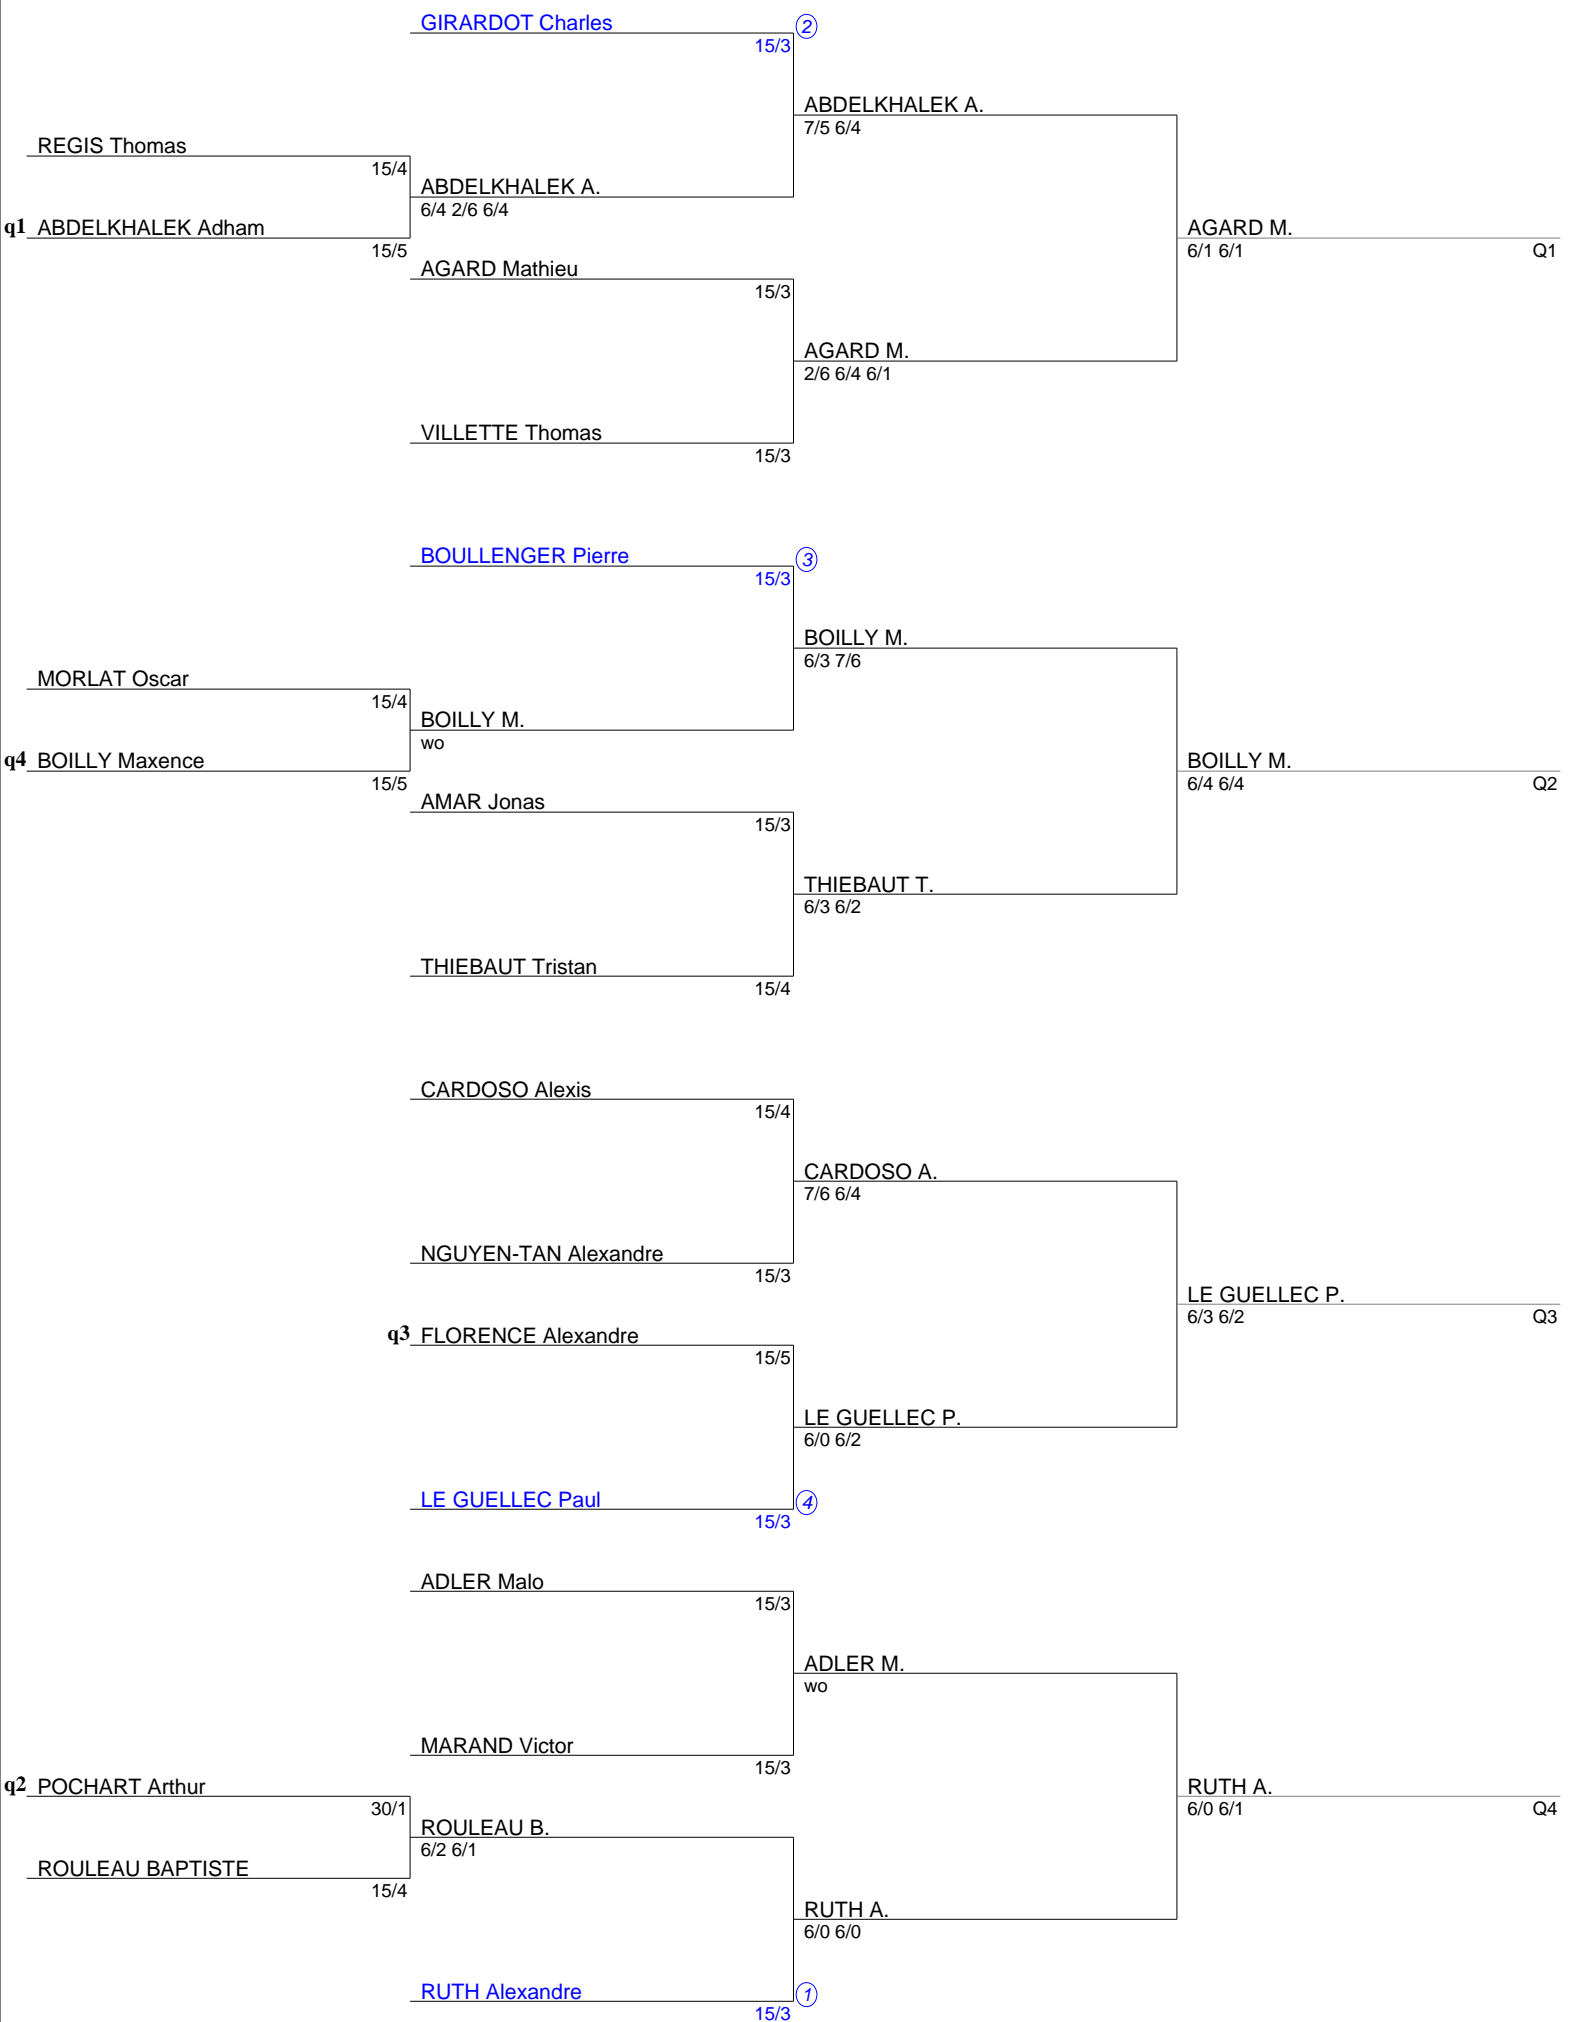 GIRARDOT Charles
2
15/3
ABDELKHALEK A.
7/5 6/4
REGIS Thomas
15/4
ABDELKHALEK A.
6/4 2/6 6/4
q1 ABDELKHALEK Adham
15/5
AGARD M.
6/1 6/1
Q1
AGARD Mathieu
15/3
AGARD M.
2/6 6/4 6/1
VILLETTE Thomas
15/3
BOULLENGER Pierre
3
15/3
BOILLY M.
6/3 7/6
MORLAT Oscar
15/4
BOILLY M.
wo
q4 BOILLY Maxence
15/5
BOILLY M.
6/4 6/4
Q2
AMAR Jonas
15/3
THIEBAUT T.
6/3 6/2
THIEBAUT Tristan
15/4
CARDOSO Alexis
15/4
CARDOSO A.
7/6 6/4
NGUYEN-TAN Alexandre
15/3
LE GUELLEC P.
6/3 6/2
Q3
q3 FLORENCE Alexandre
15/5
LE GUELLEC P.
6/0 6/2
LE GUELLEC Paul
4
15/3
ADLER Malo
15/3
ADLER M.
wo
MARAND Victor
15/3
q2 POCHART Arthur
30/1
RUTH A.
6/0 6/1
Q4
ROULEAU B.
6/2 6/1
ROULEAU BAPTISTE
15/4
RUTH A.
6/0 6/0
RUTH Alexandre
1
15/3